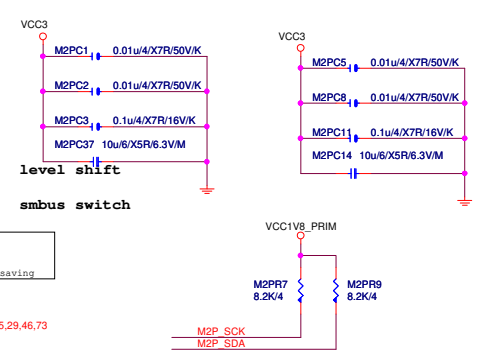 VCC3
M2PC1 0.01u/4/X7R/50V/K
M2PC2 0.01u/4/X7R/50V/K
M2PC3 0.1u/4/X7R/16V/K
M2PC37 10u/6/X5R/6.3V/M
level shift
smbus switch
saving
5,29,46,73
VCC3
M2PC5 0.01u/4/X7R/50V/K
M2PC8 0.01u/4/X7R/50V/K
M2PC11 0.1u/4/X7R/16V/K
M2PC14 10u/6/X5R/6.3V/M
VCC1V8_PRIM
M2PR7 8.2K/4
M2PR9 8.2K/4
M2P_SCK
M2P_SDA